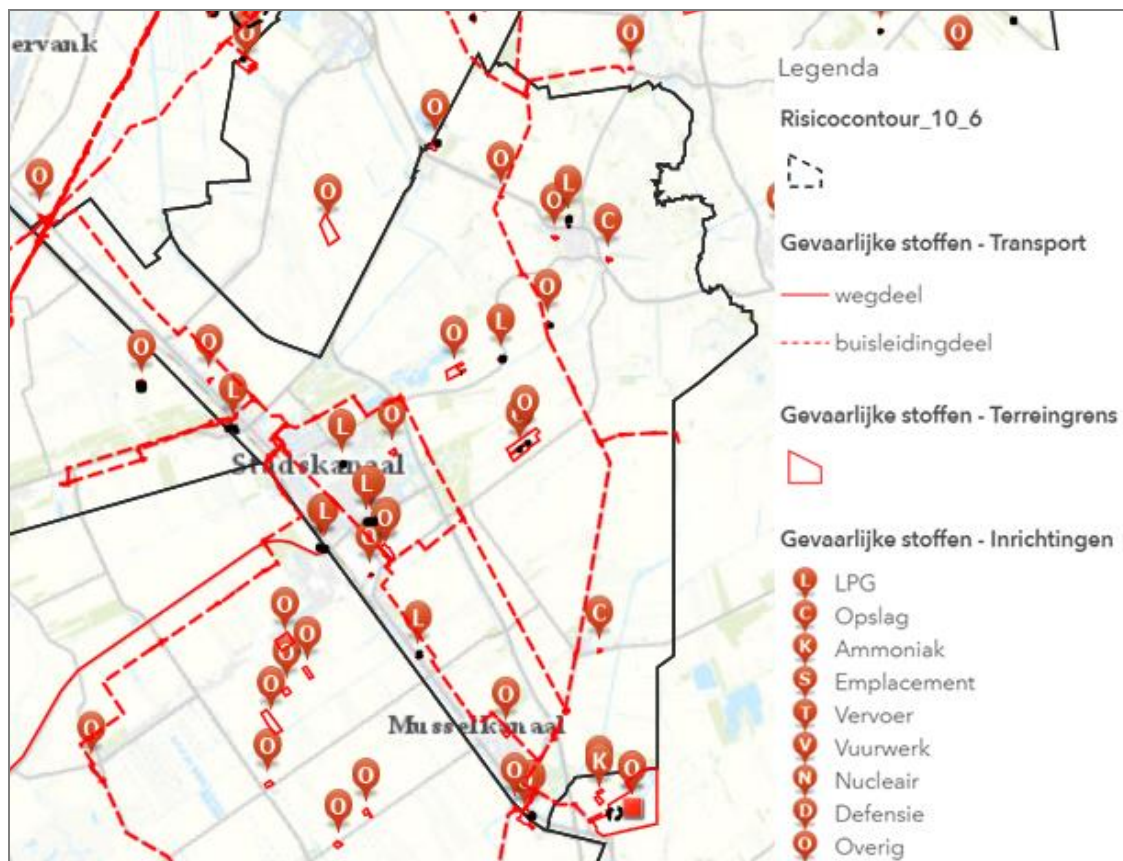 ervank
Stadskanaal
Musselkanaal
O
O
O
O
O
O
L
O
C
O
O
L
O
O
O
L
O
O
L
O
L
L
O
O
O
C
L
O
O
O
O
O
O
O
O
O
O
K
O
Legenda
Risicocontour_10_6
Gevaarlijke stoffen - Transport
wegdeel
buisleidingdeel
Gevaarlijke stoffen - Terreingrens
Gevaarlijke stoffen - Inrichtingen
L LPG
C Opslag
K Ammoniak
S Emplacement
T Vervoer
V Vuurwerk
N Nucleair
D Defensie
O Overig